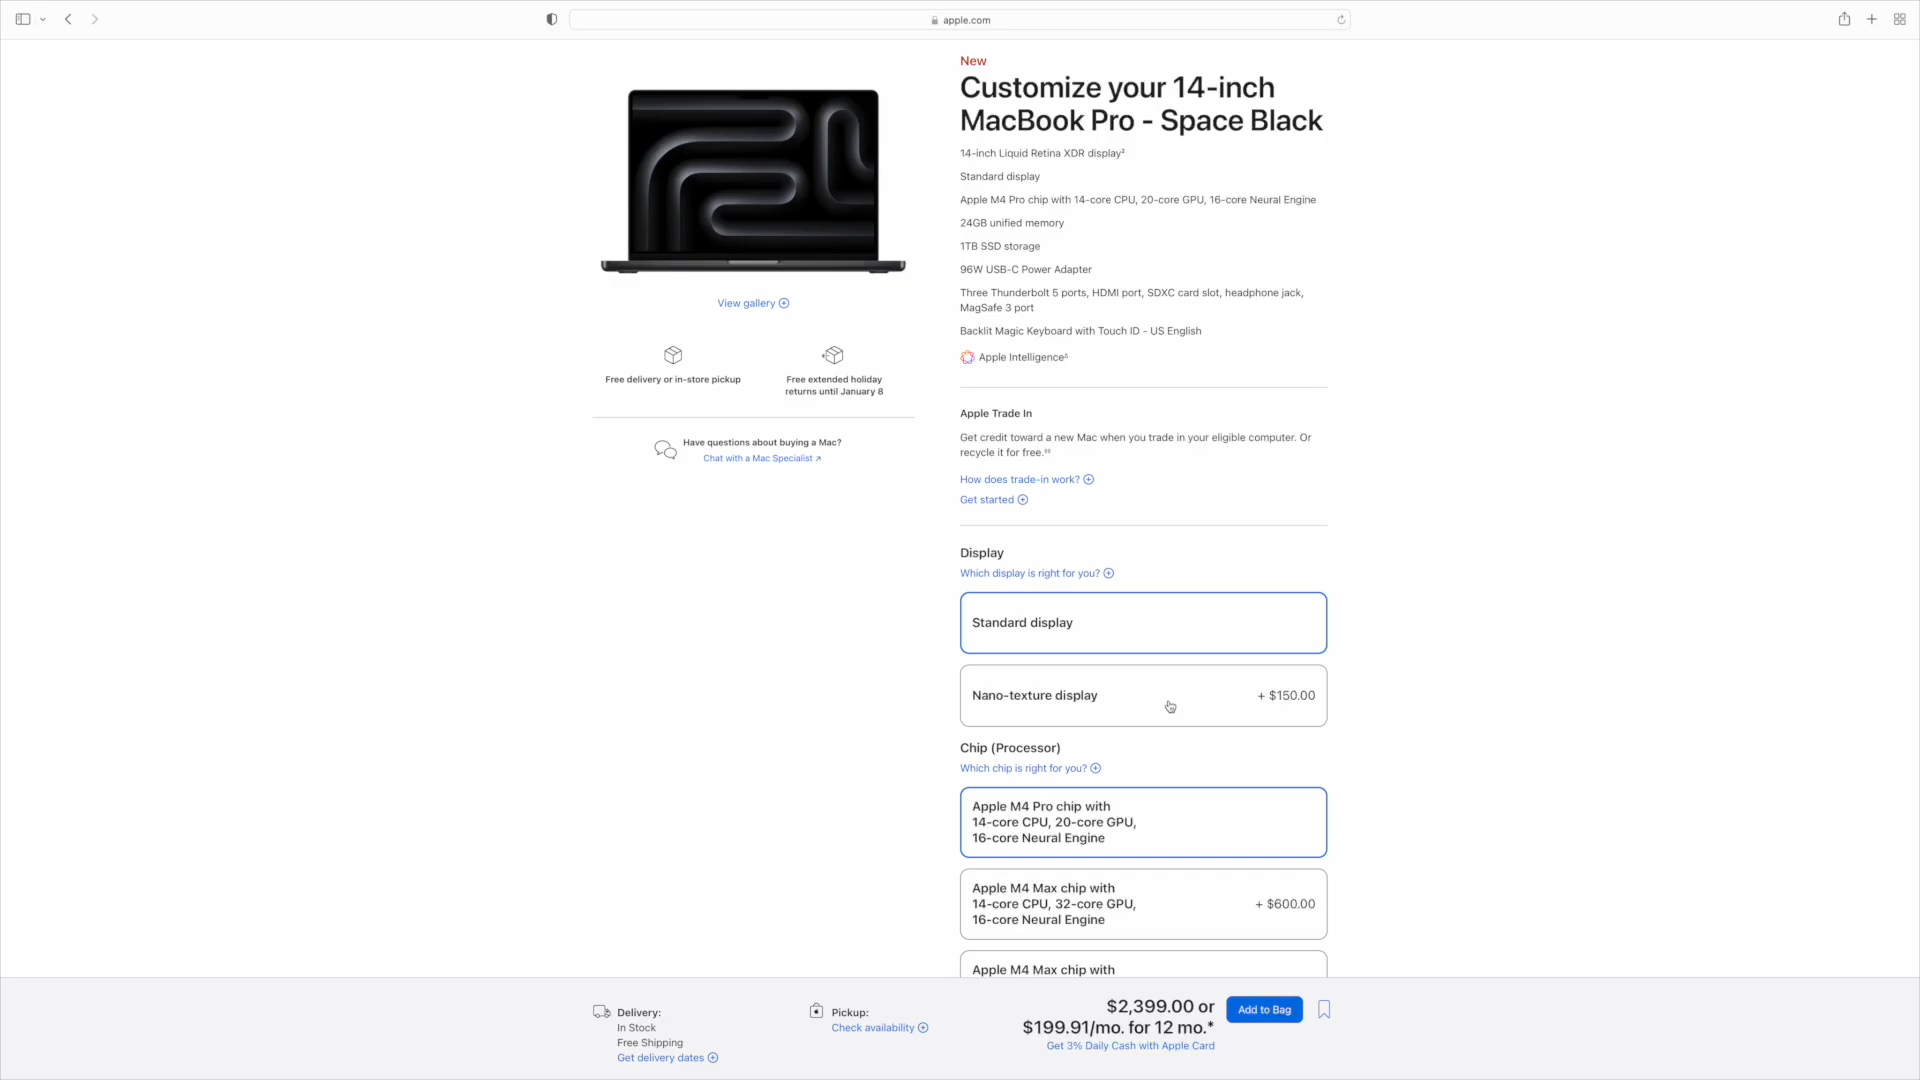 apple.com
New
Customize your 14-inch
MacBook Pro - Space Black
14-inch Liquid Retina XDR display²
Standard display
Apple M4 Pro chip with 14-core CPU, 20-core GPU, 16-core Neural Engine
24GB unified memory
1TB SSD storage
96W USB-C Power Adapter
Three Thunderbolt 5 ports, HDMI port, SDXC card slot, headphone jack,
MagSafe 3 port
Backlit Magic Keyboard with Touch ID - US English
Apple Intelligence∆
View gallery
Free delivery or in-store pickup
Free extended holiday
returns until January 8
Have questions about buying a Mac?
Chat with a Mac Specialist ↗
Apple Trade In
Get credit toward a new Mac when you trade in your eligible computer. Or
recycle it for free.
How does trade-in work?
Get started
Display
Which display is right for you?
Standard display
Nano-texture display + $150.00
Chip (Processor)
Which chip is right for you?
Apple M4 Pro chip with
14-core CPU, 20-core GPU,
16-core Neural Engine
Apple M4 Max chip with
14-core CPU, 32-core GPU,
16-core Neural Engine
+ $600.00
Apple M4 Max chip with
Delivery:
In Stock
Free Shipping
Get delivery dates
Pickup:
Check availability
$2,399.00 or
$199.91/mo. for 12 mo.*
Get 3% Daily Cash with Apple Card
Add to Bag